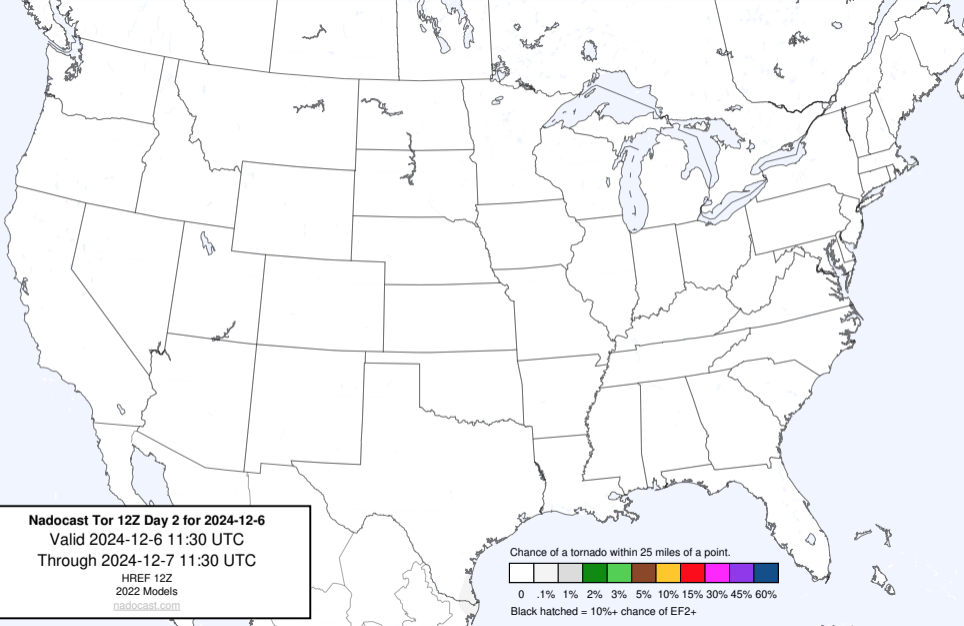 Nadocast Tor 12Z Day 2 for 2024-12-6
Valid 2024-12-6 11:30 UTC
Through 2024-12-7 11:30 UTC
HREF 12Z
2022 Models
nadocast.com
Chance of a tornado within 25 miles of a point.
0 .1% 1% 2% 3% 5% 10% 15% 30% 45% 60%
Black hatched = 10%+ chance of EF2+